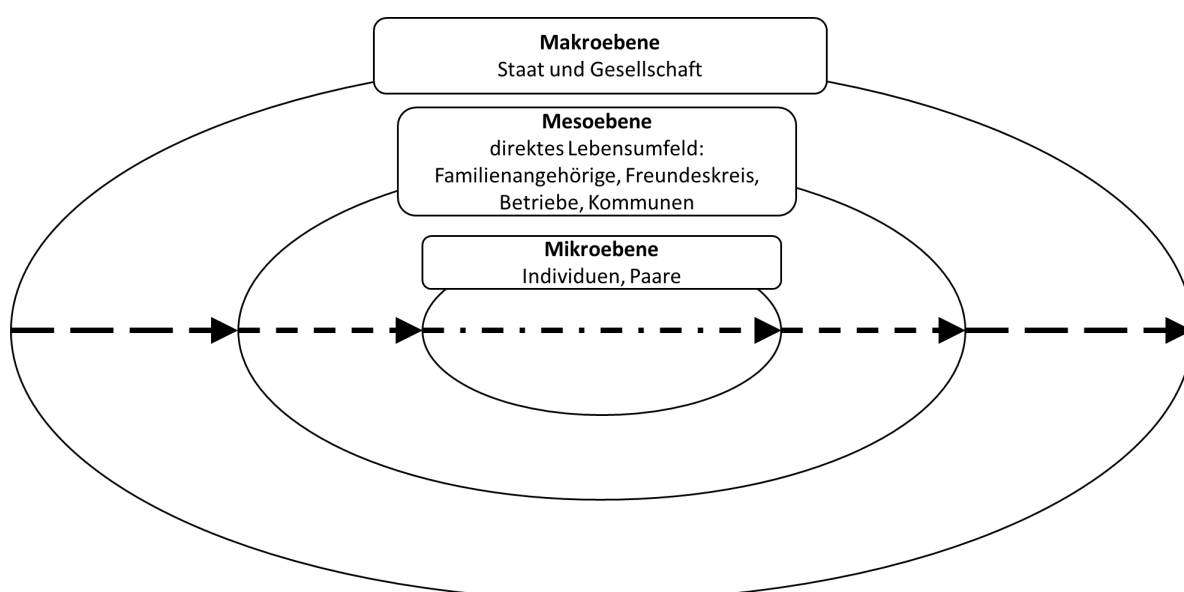 Makroebene
Staat und Gesellschaft
Mesoebene
direktes Lebensumfeld:
Familienangehörige, Freundeskreis,
Betriebe, Kommunen
Mikroebene
Individuen, Paare